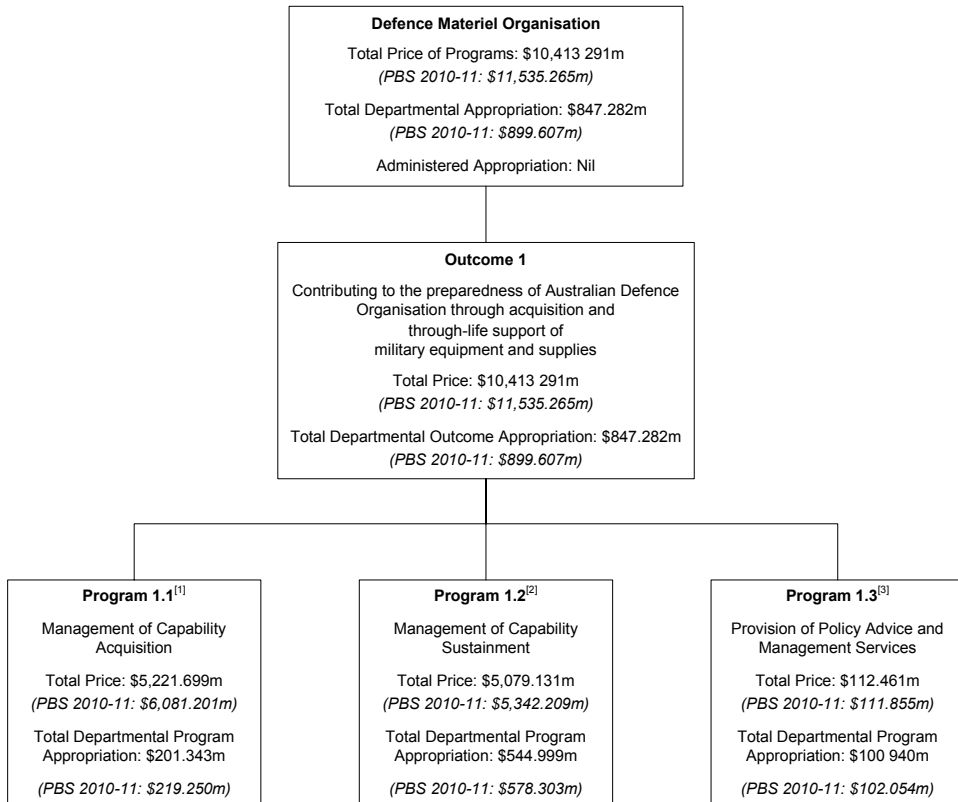 Defence Materiel Organisation
Total Price of Programs: $10,413 291m
(PBS 2010-11: $11,535.265m)
Total Departmental Appropriation: $847.282m
(PBS 2010-11: $899.607m)
Administered Appropriation: Nil
Outcome 1
Contributing to the preparedness of Australian Defence
Organisation through acquisition and
through-life support of
military equipment and supplies
Total Price: $10,413 291m
(PBS 2010-11: $11,535.265m)
Total Departmental Outcome Appropriation: $847.282m
(PBS 2010-11: $899.607m)
Program 1.1[1]
Management of Capability
Acquisition
Total Price: $5,221.699m
(PBS 2010-11: $6,081.201m)
Total Departmental Program
Appropriation: $201.343m
(PBS 2010-11: $219.250m)
Program 1.2[2]
Management of Capability
Sustainment
Total Price: $5,079.131m
(PBS 2010-11: $5,342.209m)
Total Departmental Program
Appropriation: $544.999m
(PBS 2010-11: $578.303m)
Program 1.3[3]
Provision of Policy Advice and
Management Services
Total Price: $112.461m
(PBS 2010-11: $111.855m)
Total Departmental Program
Appropriation: $100 940m
(PBS 2010-11: $102.054m)